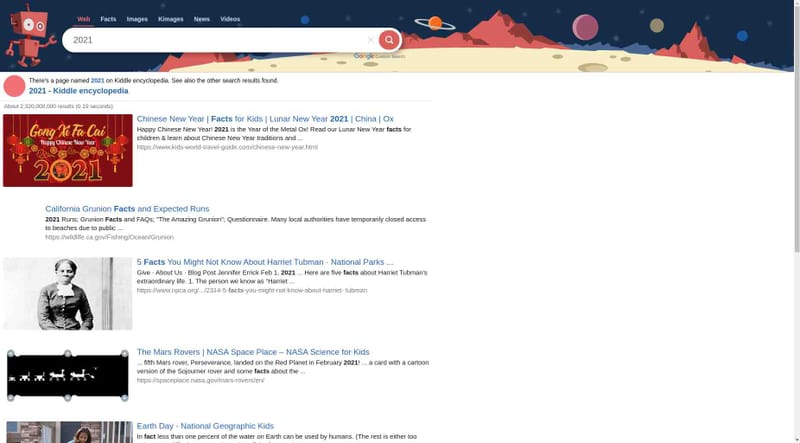 Web Facts Images Kimages News Videos
2021
Google Custom Search
There's a page named 2021 on Kiddle encyclopedia. See also the other search results found.
2021 - Kiddle encyclopedia
About 2,320,000,000 results (0.19 seconds)
Gong Xi Fa Cai
Happy Chinese New Year
2021
Chinese New Year | Facts for Kids | Lunar New Year 2021 | China | Ox
Happy Chinese New Year! 2021 is the Year of the Metal Ox! Read our Lunar New Year facts for
children & learn about Chinese New Year traditions and ...
https://www.kids-world-travel-guide.com/chinese-new-year.html
California Grunion Facts and Expected Runs
2021 Runs; Grunion Facts and FAQs; "The Amazing Grunion"; Questionnaire. Many local authorities have temporarily closed access
to beaches due to public ...
https://wildlife.ca.gov/Fishing/Ocean/Grunion
5 Facts You Might Not Know About Harriet Tubman · National Parks ...
Give · About Us · Blog Post Jennifer Errick Feb 1, 2021 ... Here are five facts about Harriet Tubman's
extraordinary life. 1. The person we know as "Harriet ...
https://www.npca.org/.../2314-5-facts-you-might-not-know-about-harriet-tubman
The Mars Rovers | NASA Space Place – NASA Science for Kids
... fifth Mars rover, Perseverance, landed on the Red Planet in February 2021! ... a card with a cartoon
version of the Sojourner rover and some facts about the ...
https://spaceplace.nasa.gov/mars-rovers/en/
Earth Day - National Geographic Kids
In fact less than one percent of the water on Earth can be used by humans. (The rest is either too